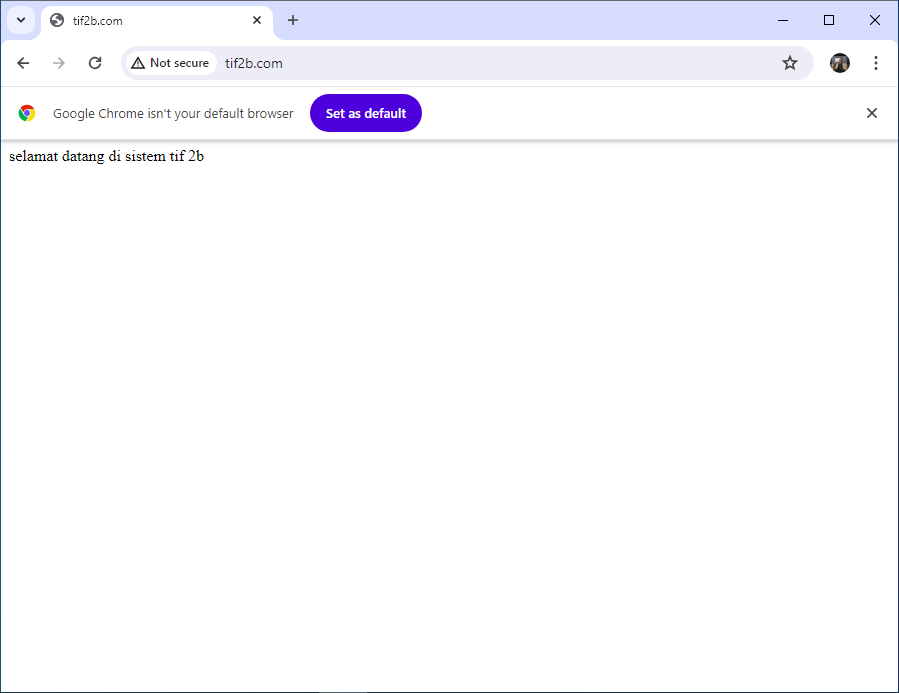 tif2b.com
Not secure
tif2b.com
Google Chrome isn't your default browser
Set as default
selamat datang di sistem tif 2b